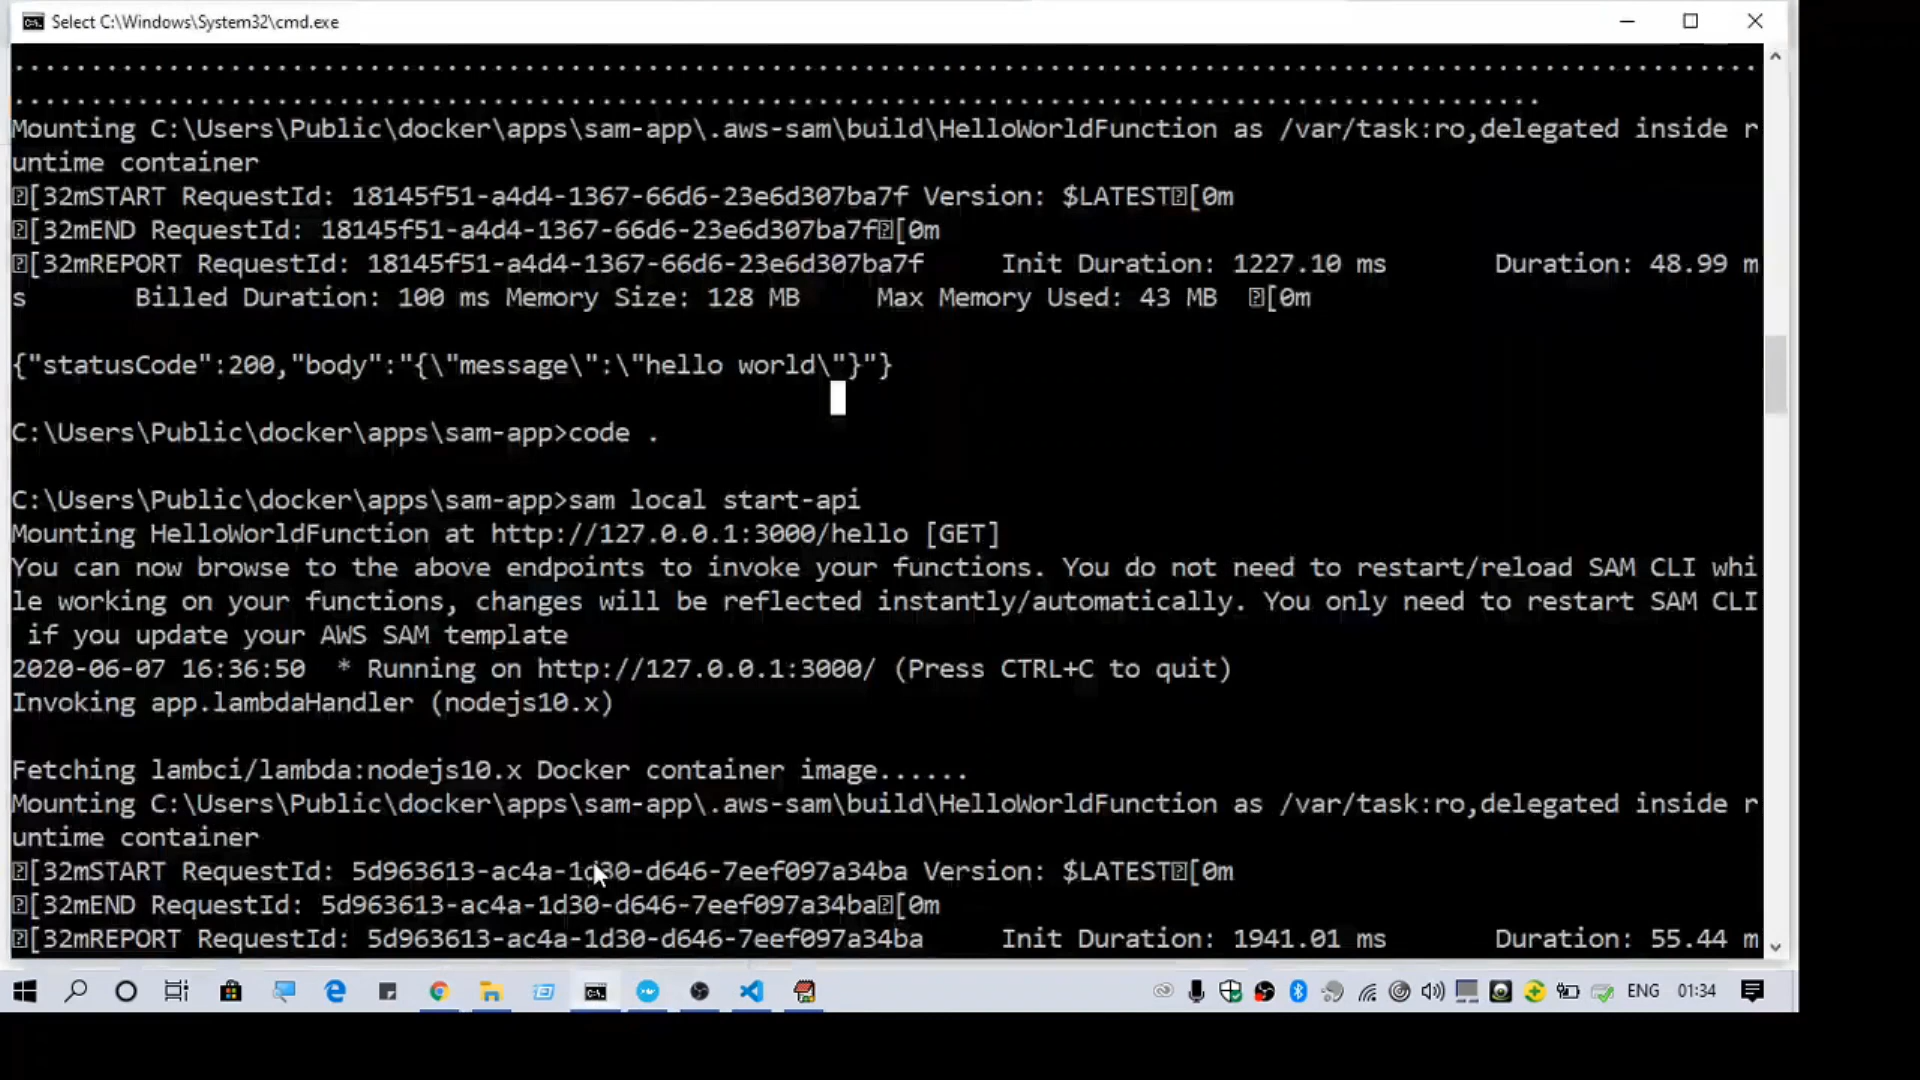 Select C:\Windows\System32\cmd.exe
................................................................................................................
..................................................................................................
Mounting C:\Users\Public\docker\apps\sam-app\.aws-sam\build\HelloWorldFunction as /var/task:ro,delegated inside r
untime container
[32mSTART RequestId: 18145f51-a4d4-1367-66d6-23e6d307ba7f Version: $LATEST[0m
[32mEND RequestId: 18145f51-a4d4-1367-66d6-23e6d307ba7f[0m
[32mREPORT RequestId: 18145f51-a4d4-1367-66d6-23e6d307ba7f     Init Duration: 1227.10 ms       Duration: 48.99 m
s       Billed Duration: 100 ms Memory Size: 128 MB     Max Memory Used: 43 MB  [0m
{"statusCode":200,"body":"{\"message\":\"hello world\"}"}
C:\Users\Public\docker\apps\sam-app>code .
C:\Users\Public\docker\apps\sam-app>sam local start-api
Mounting HelloWorldFunction at http://127.0.0.1:3000/hello [GET]
You can now browse to the above endpoints to invoke your functions. You do not need to restart/reload SAM CLI whi
le working on your functions, changes will be reflected instantly/automatically. You only need to restart SAM CLI
 if you update your AWS SAM template
2020-06-07 16:36:50  * Running on http://127.0.0.1:3000/ (Press CTRL+C to quit)
Invoking app.lambdaHandler (nodejs10.x)
Fetching lambci/lambda:nodejs10.x Docker container image......
Mounting C:\Users\Public\docker\apps\sam-app\.aws-sam\build\HelloWorldFunction as /var/task:ro,delegated inside r
untime container
[32mSTART RequestId: 5d963613-ac4a-1d30-d646-7eef097a34ba Version: $LATEST[0m
[32mEND RequestId: 5d963613-ac4a-1d30-d646-7eef097a34ba[0m
[32mREPORT RequestId: 5d963613-ac4a-1d30-d646-7eef097a34ba     Init Duration: 1941.01 ms       Duration: 55.44 m
ENG 01:34